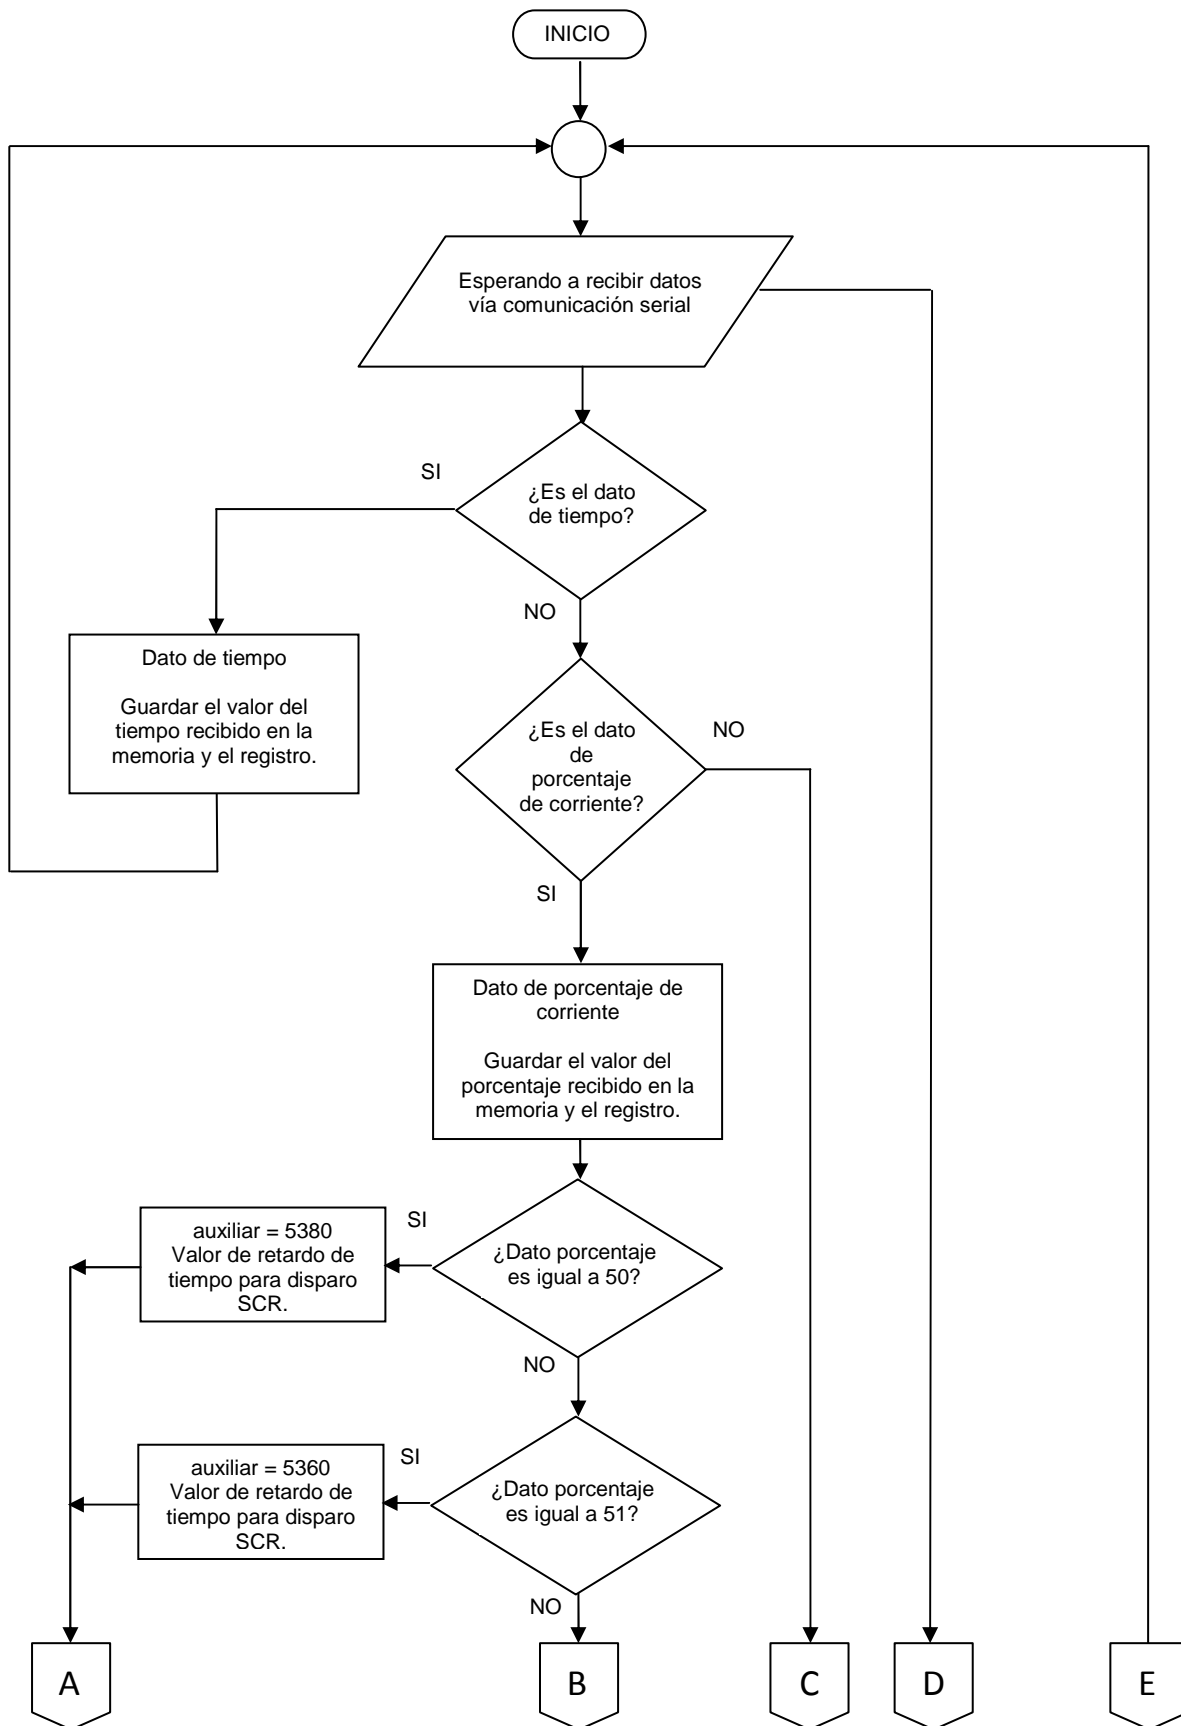 INICIO
Esperando a recibir datos
vía comunicación serial
SI
¿Es el dato
de tiempo?
NO
Dato de tiempo
Guardar el valor del
tiempo recibido en la
memoria y el registro.
¿Es el dato
de
porcentaje
de corriente?
NO
SI
Dato de porcentaje de
corriente
Guardar el valor del
porcentaje recibido en la
memoria y el registro.
auxiliar = 5380
Valor de retardo de
tiempo para disparo
SCR.
SI
¿Dato porcentaje
es igual a 50?
NO
auxiliar = 5360
Valor de retardo de
tiempo para disparo
SCR.
SI
¿Dato porcentaje
es igual a 51?
NO
A
B
C
D
E